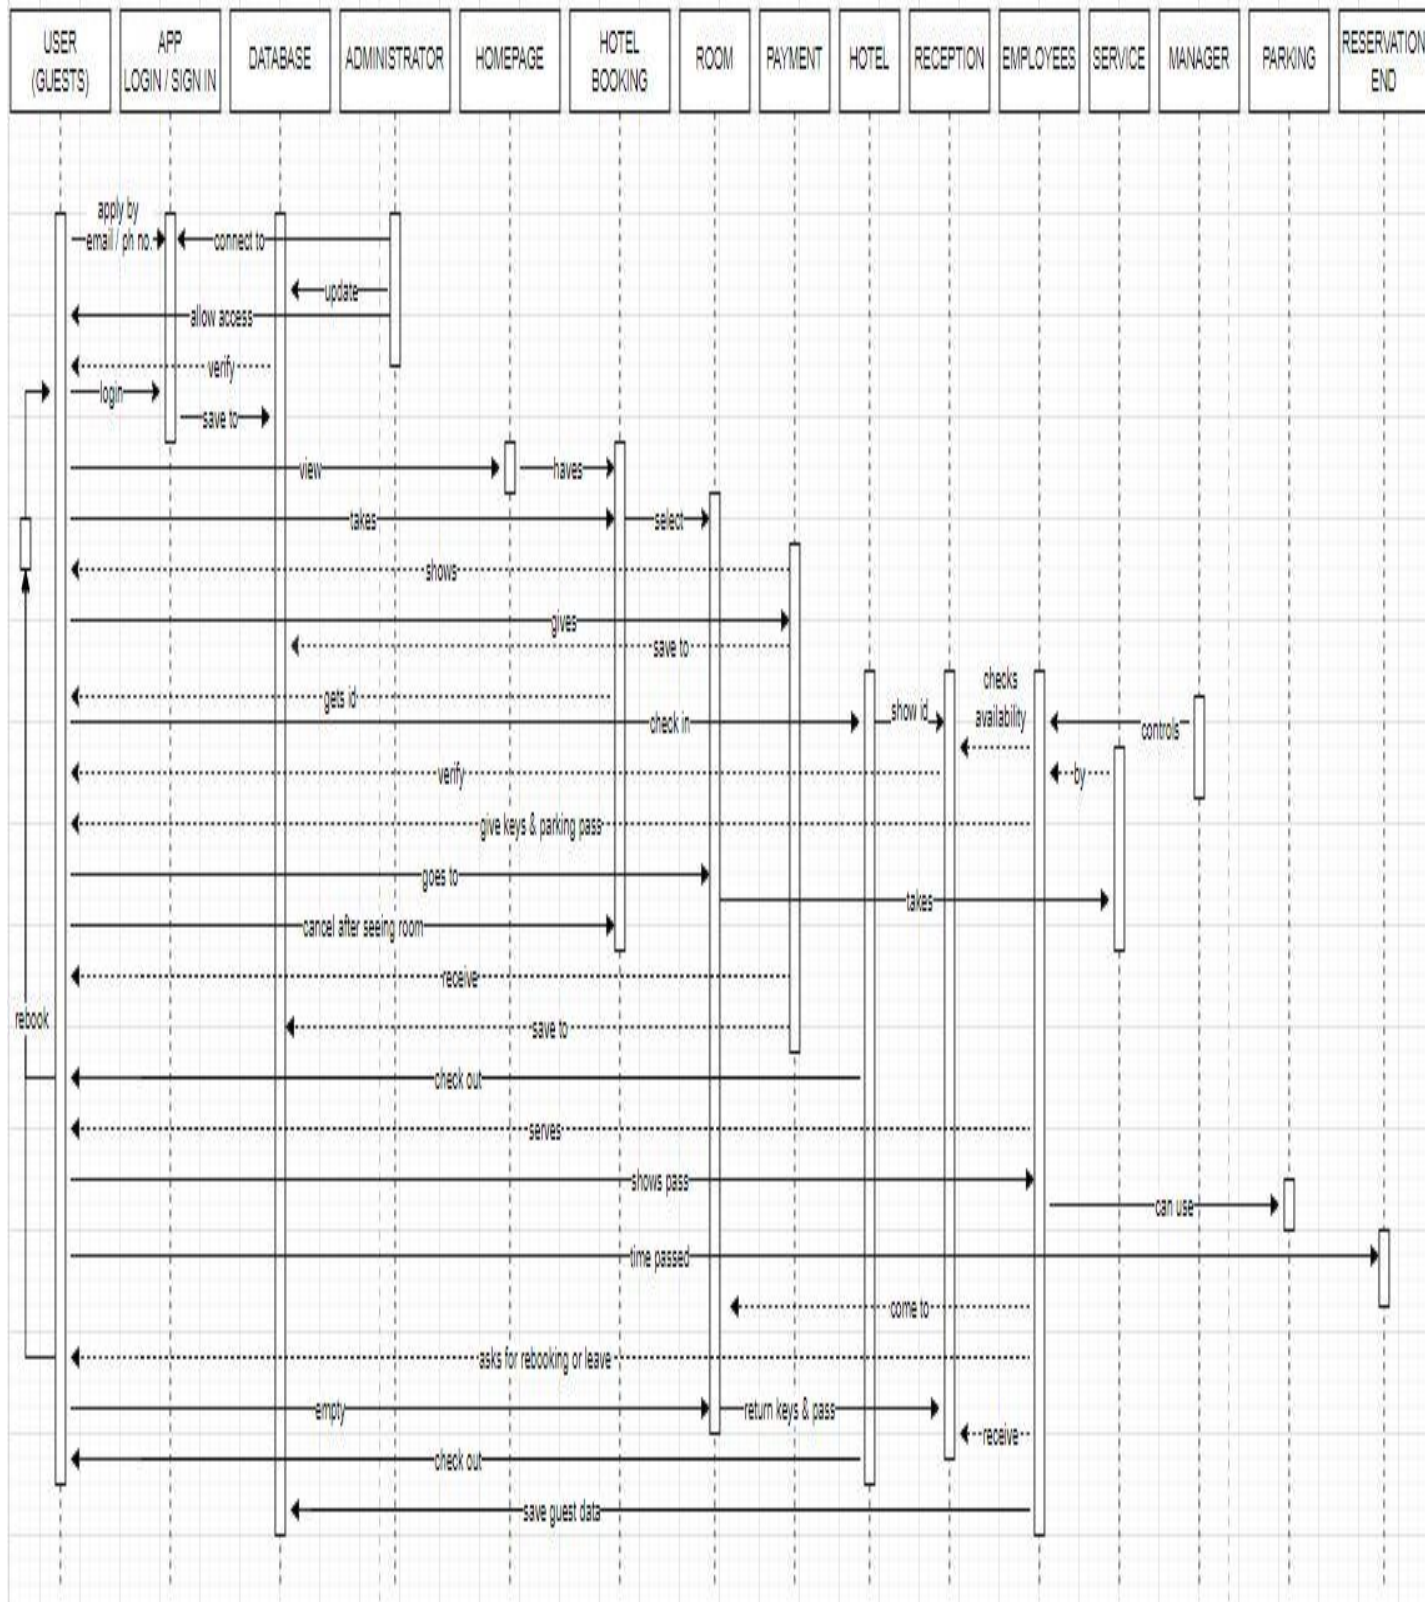 USER
(GUESTS)
APP
LOGIN / SIGN IN
DATABASE
ADMINISTRATOR
HOMEPAGE
HOTEL
BOOKING
ROOM
PAYMENT
HOTEL
RECEPTION
EMPLOYEES
SERVICE
MANAGER
PARKING
RESERVATION
END
apply by
email / ph no.
connect to
update
allow access
verify
login
save to
view
haves
takes
select
shows
gives
save to
gets id
check in
show id
checks
availability
controls
verify
by
give keys & parking pass
goes to
takes
cancel after seeing room
receive
rebook
save to
check out
serves
shows pass
can use
time passed
come to
asks for rebooking or leave
empty
return keys & pass
receive
check out
save guest data